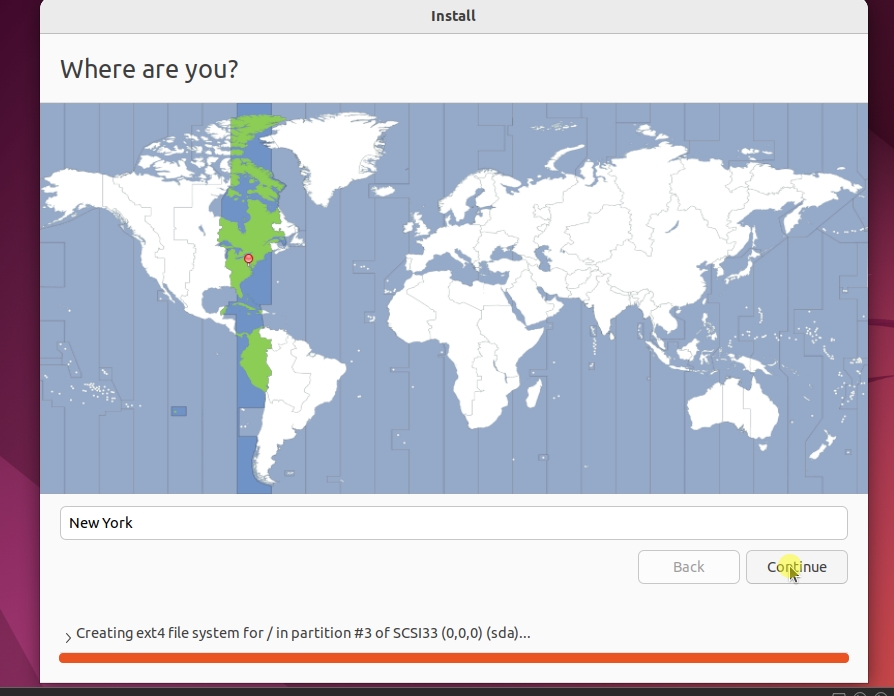 Install
Where are you?
New York
Back
Continue
Creating ext4 file system for / in partition #3 of SCSI33 (0,0,0) (sda)...